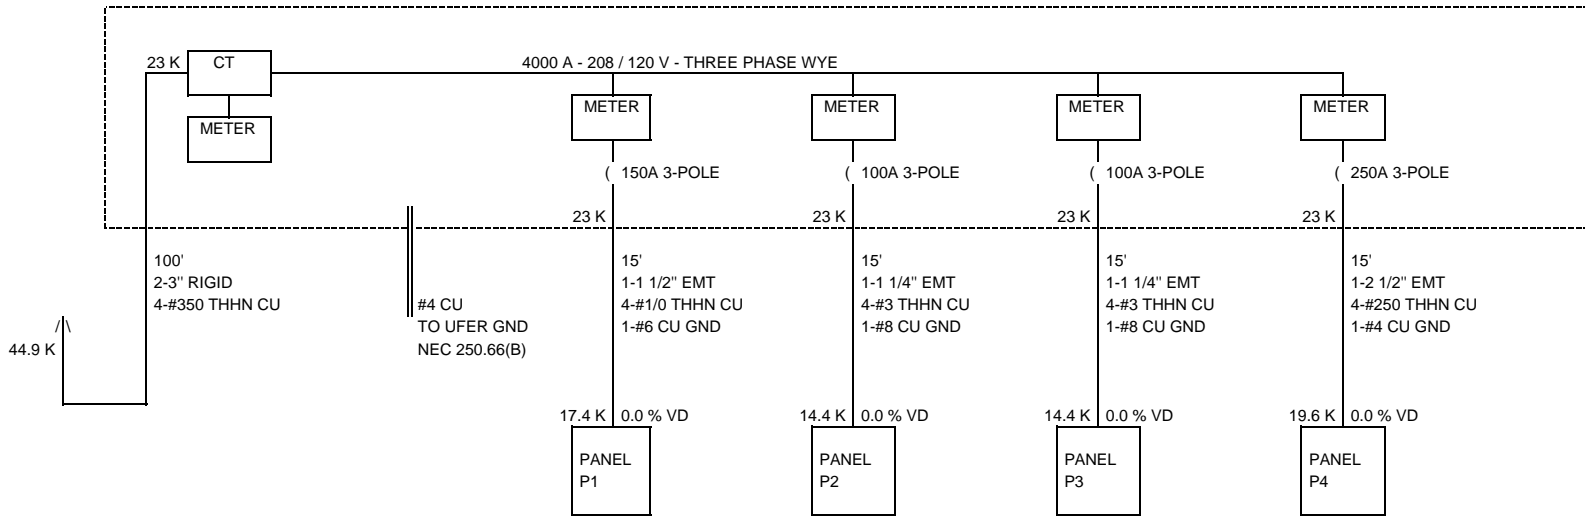 23 K
CT
4000 A - 208 / 120 V - THREE PHASE WYE
METER
METER
METER
METER
METER
( 150A 3-POLE
( 100A 3-POLE
( 100A 3-POLE
( 250A 3-POLE
23 K
23 K
23 K
23 K
100'
2-3" RIGID
4-#350 THHN CU
#4 CU
TO UFER GND
NEC 250.66(B)
15'
1-1 1/2" EMT
4-#1/0 THHN CU
1-#6 CU GND
15'
1-1 1/4" EMT
4-#3 THHN CU
1-#8 CU GND
15'
1-1 1/4" EMT
4-#3 THHN CU
1-#8 CU GND
15'
1-2 1/2" EMT
4-#250 THHN CU
1-#4 CU GND
44.9 K
17.4 K 0.0 % VD
14.4 K 0.0 % VD
14.4 K 0.0 % VD
19.6 K 0.0 % VD
PANEL
P1
PANEL
P2
PANEL
P3
PANEL
P4